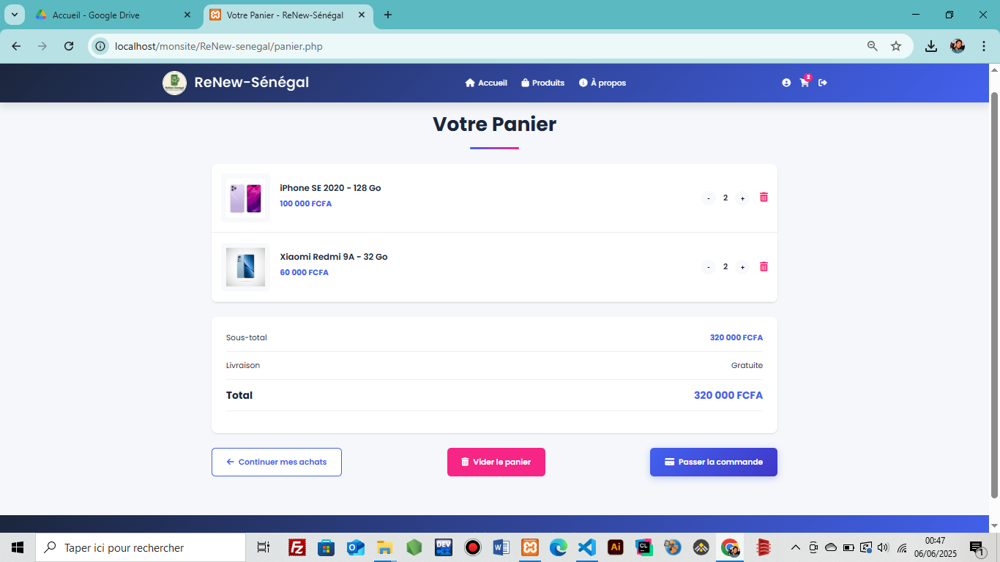 Accueil - Google Drive
Votre Panier - ReNew-Sénégal
localhost/monsite/ReNew-senegal/panier.php
ReNew-Sénégal
Accueil
Produits
À propos
2
Votre Panier
iPhone SE 2020 - 128 Go
100 000 FCFA
- 2 +
Xiaomi Redmi 9A - 32 Go
60 000 FCFA
- 2 +
Sous-total 320 000 FCFA
Livraison Gratuite
Total 320 000 FCFA
Continuer mes achats
Vider le panier
Passer la commande
Taper ici pour rechercher
DEV
Ai
CL
00:47
06/06/2025
1